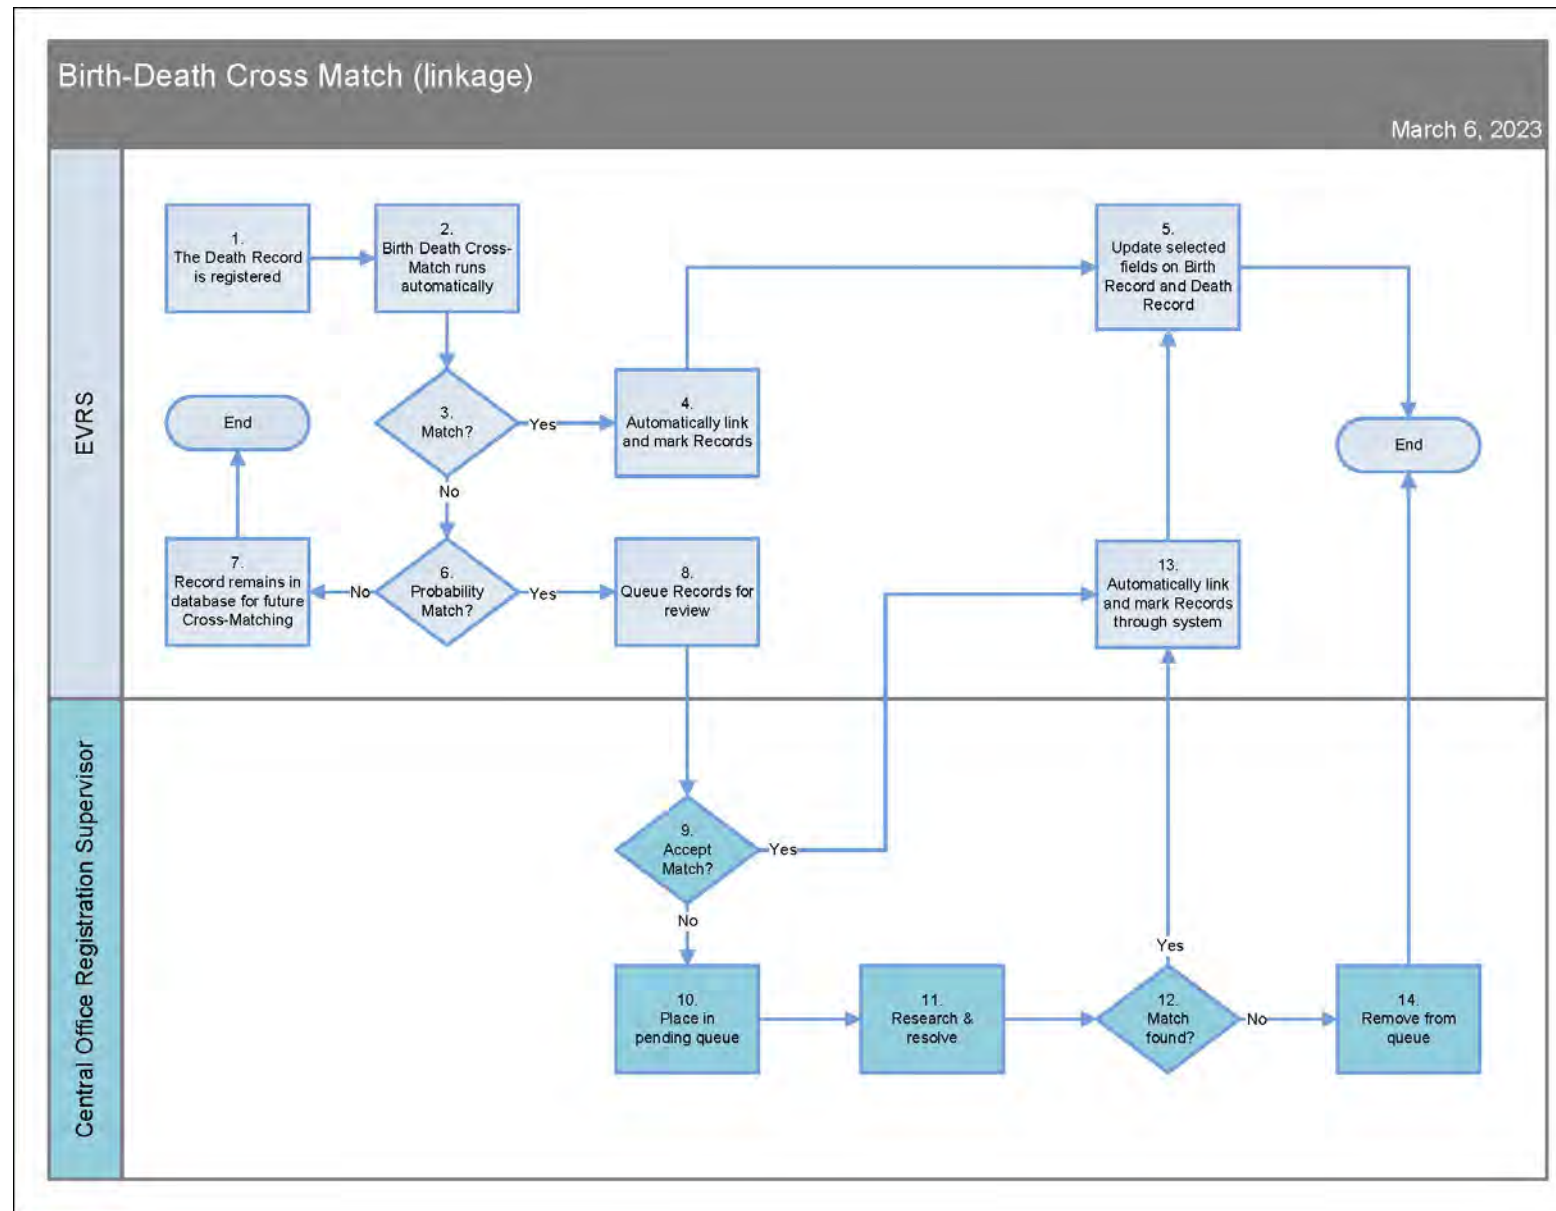 Birth-Death Cross Match (linkage)
March 6, 2023
EVRS
1.
The Death Record
is registered
2.
Birth Death Cross-
Match runs
automatically
5.
Update selected
fields on Birth
Record and Death
Record
End
3.
Match?
Yes
4.
Automatically link
and mark Records
End
No
7.
Record remains in
database for future
Cross-Matching
No
6.
Probability
Match?
Yes
8.
Queue Records for
review
13.
Automatically link
and mark Records
through system
Central Office Registration Supervisor
9.
Accept
Match?
Yes
No
Yes
10.
Place in
pending queue
11.
Research &
resolve
12.
Match
found?
No
14.
Remove from
queue